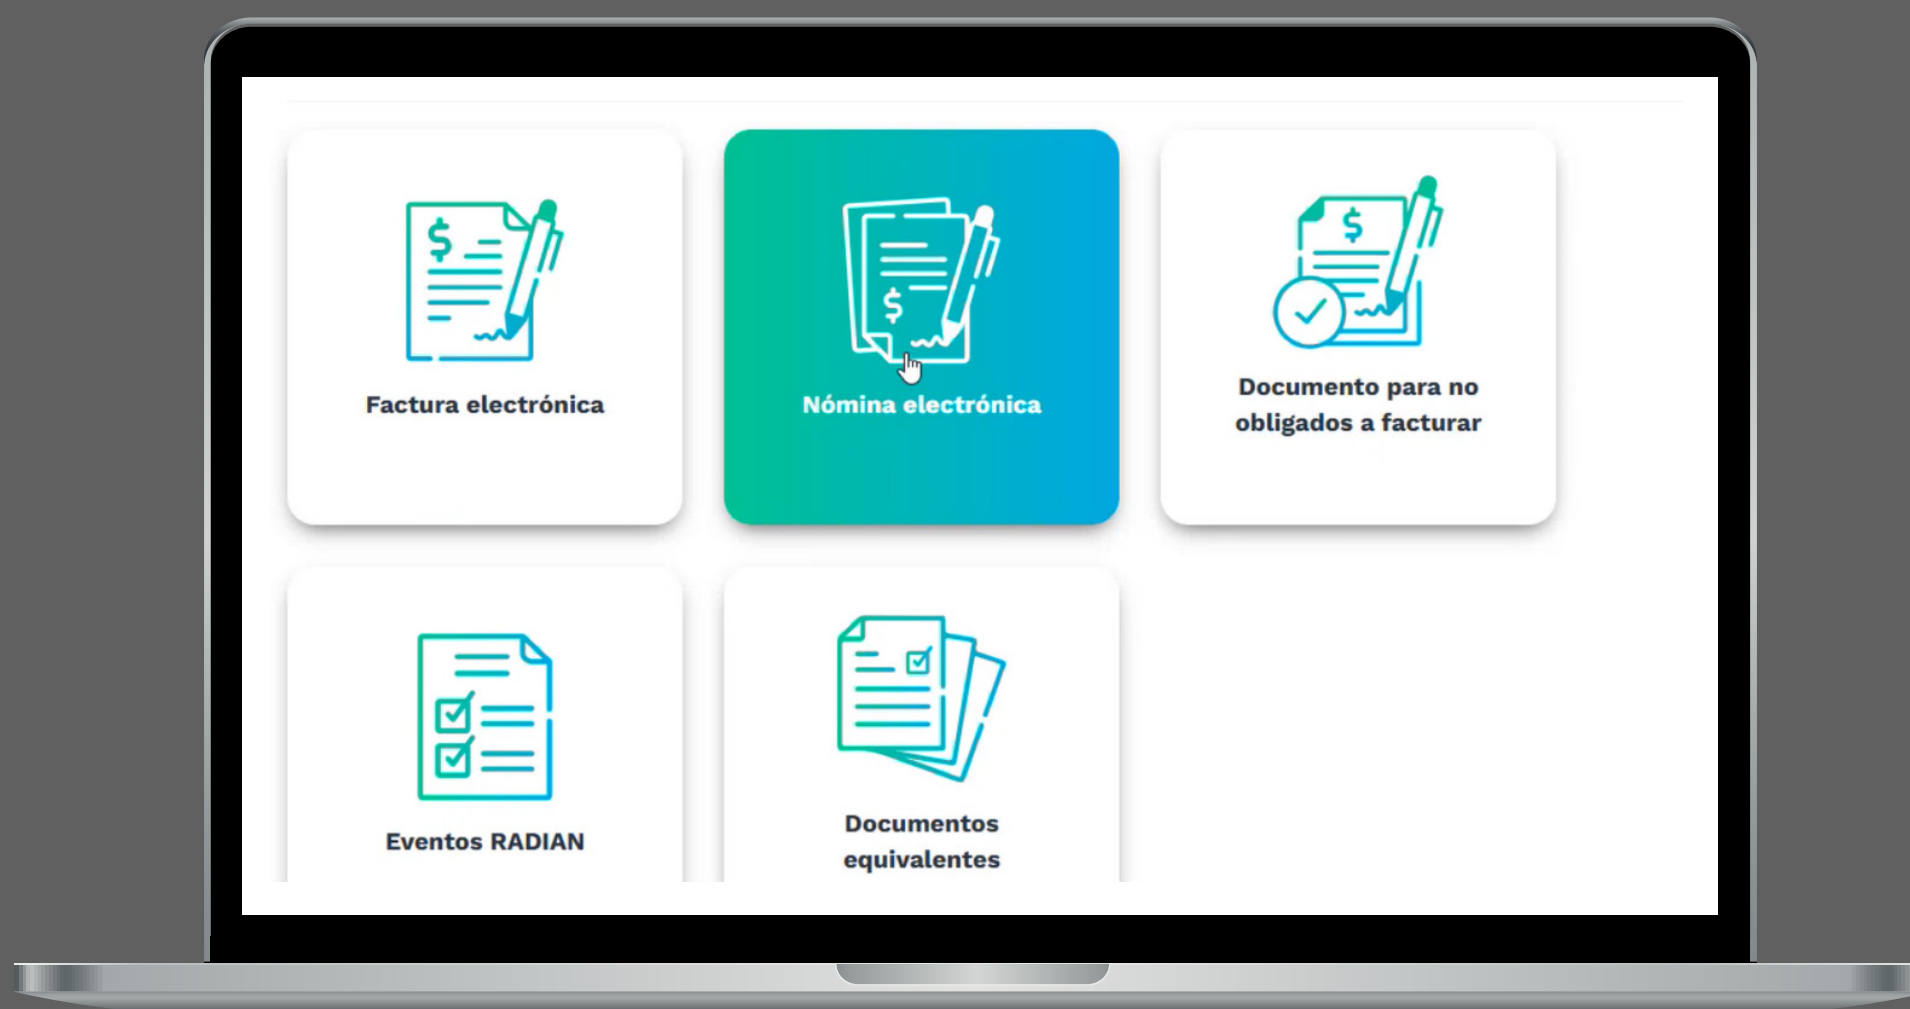 Factura electrónica
Nómina electrónica
Documento para no
obligados a facturar
Eventos RADIAN
Documentos
equivalentes